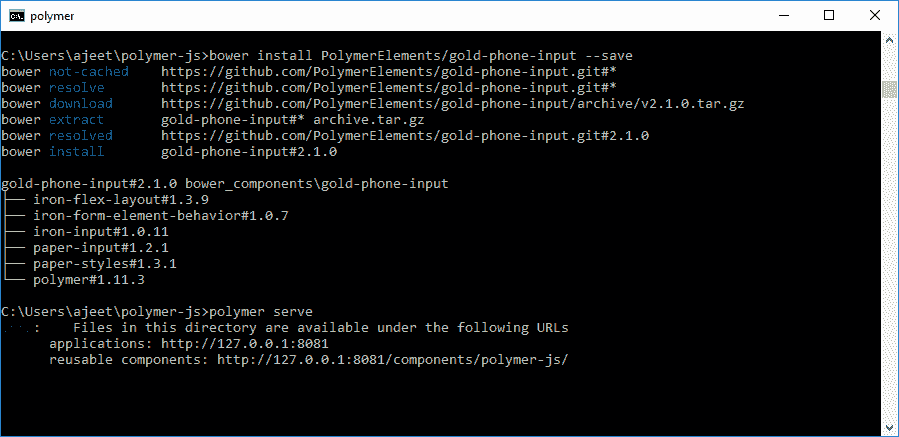 polymer
C:\Users\ajeet\polymer-js>bower install PolymerElements/gold-phone-input --save
bower not-cached    https://github.com/PolymerElements/gold-phone-input.git#*
bower resolve       https://github.com/PolymerElements/gold-phone-input.git#*
bower download      https://github.com/PolymerElements/gold-phone-input/archive/v2.1.0.tar.gz
bower extract       gold-phone-input#* archive.tar.gz
bower resolved      https://github.com/PolymerElements/gold-phone-input.git#2.1.0
bower install       gold-phone-input#2.1.0
gold-phone-input#2.1.0 bower_components\gold-phone-input
├── iron-flex-layout#1.3.9
├── iron-form-element-behavior#1.0.7
├── iron-input#1.0.11
├── paper-input#1.2.1
├── paper-styles#1.3.1
└── polymer#1.11.3
C:\Users\ajeet\polymer-js>polymer serve
:    Files in this directory are available under the following URLs
applications: http://127.0.0.1:8081
reusable components: http://127.0.0.1:8081/components/polymer-js/